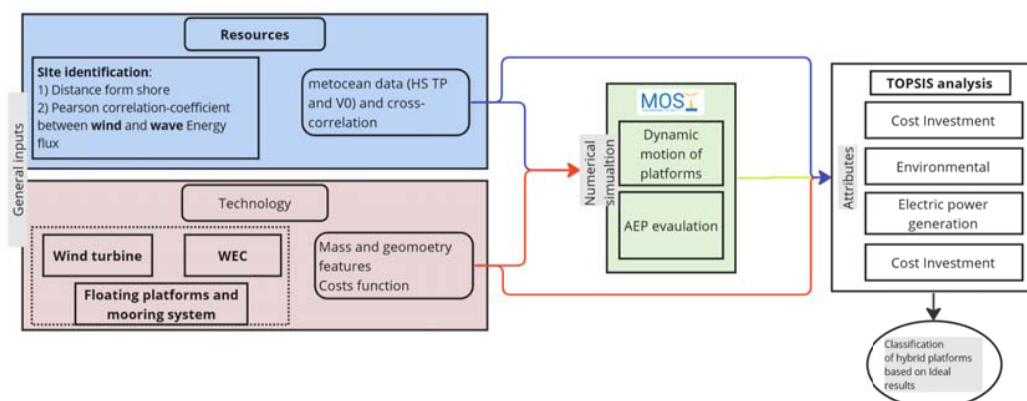 General inputs
Resources
SIte identification:
1) Distance form shore
2) Pearson correlation-coefficient
between wind and wave Energy
flux
metocean data (HS TP
and V0) and cross-
correlation
Technology
Wind turbine
WEC
Floating platforms and
mooring system
Mass and geomoetry
features
Costs function
Numerical
simualtion
MOST
Dynamic
motion of
platforms
AEP evaulation
Attributes
TOPSIS analysis
Cost Investment
Environmental
Electric power
generation
Cost Investment
Classification
of hybrid platforms
based on Ideal
results